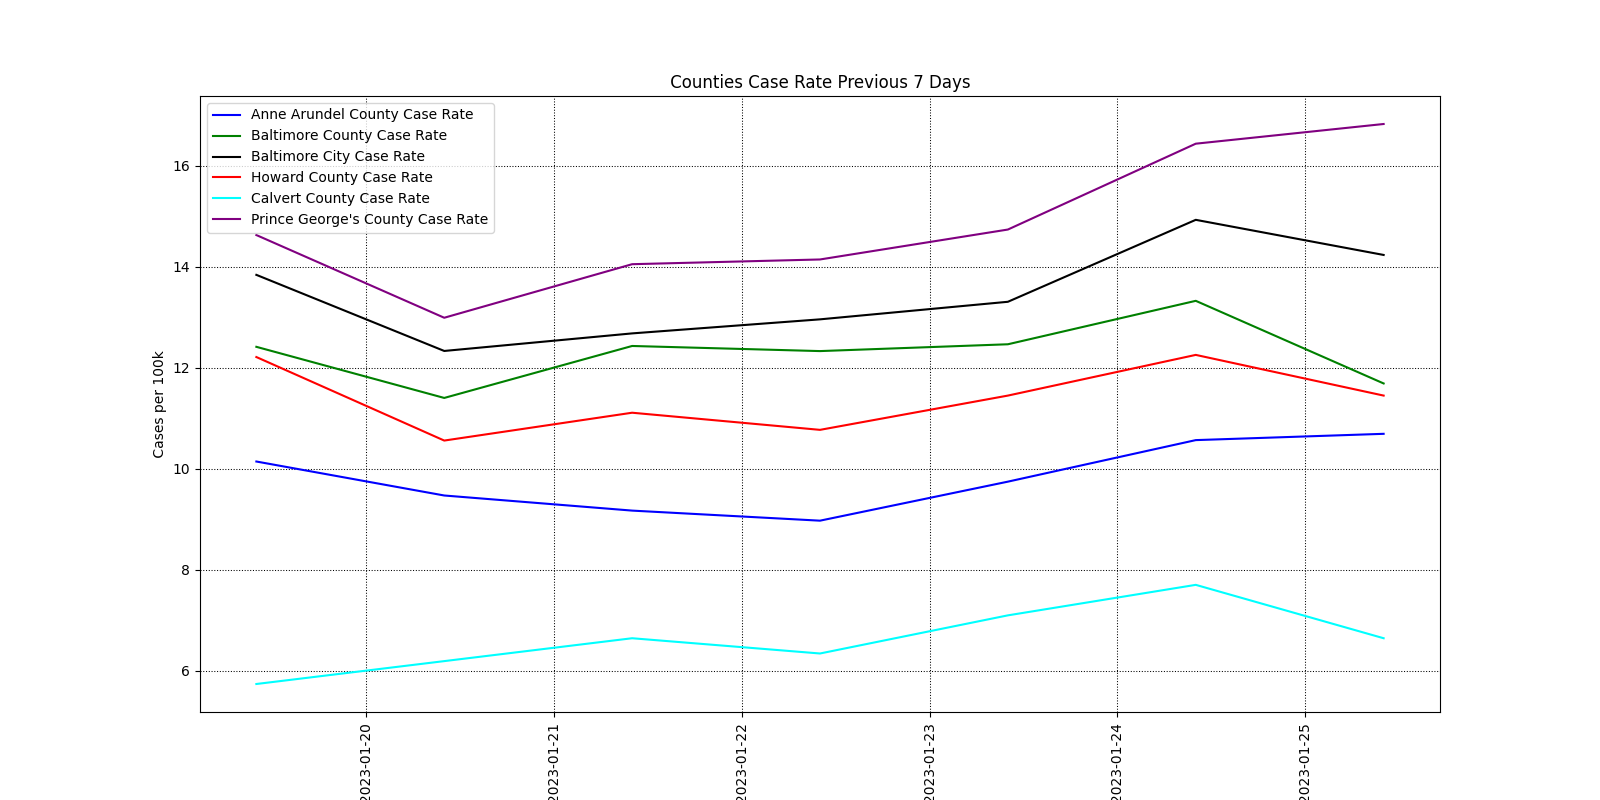 Counties Case Rate Previous 7 Days
Anne Arundel County Case Rate
Baltimore County Case Rate
Baltimore City Case Rate
Howard County Case Rate
Calvert County Case Rate
Prince George's County Case Rate
Cases per 100k
16
14
12
10
8
6
2023-01-20
2023-01-21
2023-01-22
2023-01-23
2023-01-24
2023-01-25